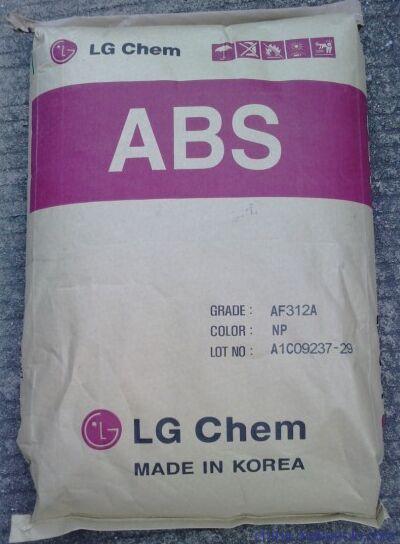 LG Chem
ABS
GRADE : AF312A
COLOR : NP
LOT NO : A1C09237-29
LG Chem
MADE IN KOREA